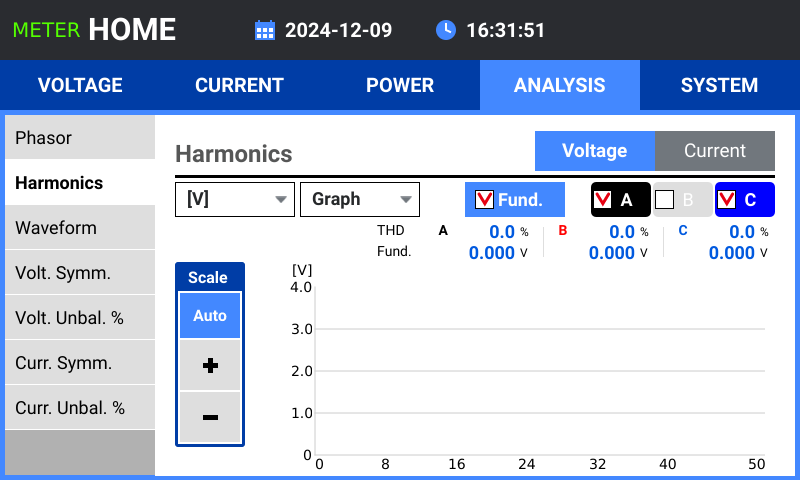 METER HOME 2024-12-09 16:31:51
VOLTAGE CURRENT POWER ANALYSIS SYSTEM
Phasor
Harmonics
Waveform
Volt. Symm.
Volt. Unbal. %
Curr. Symm.
Curr. Unbal. %
Harmonics Voltage Current
[V] Graph Fund. A B C
THD A 0.0 % B 0.0 % C 0.0 %
Fund. 0.000 V 0.000 V 0.000 V
Scale
Auto
+
−
[V]
4.0
3.0
2.0
1.0
0
0 8 16 24 32 40 50